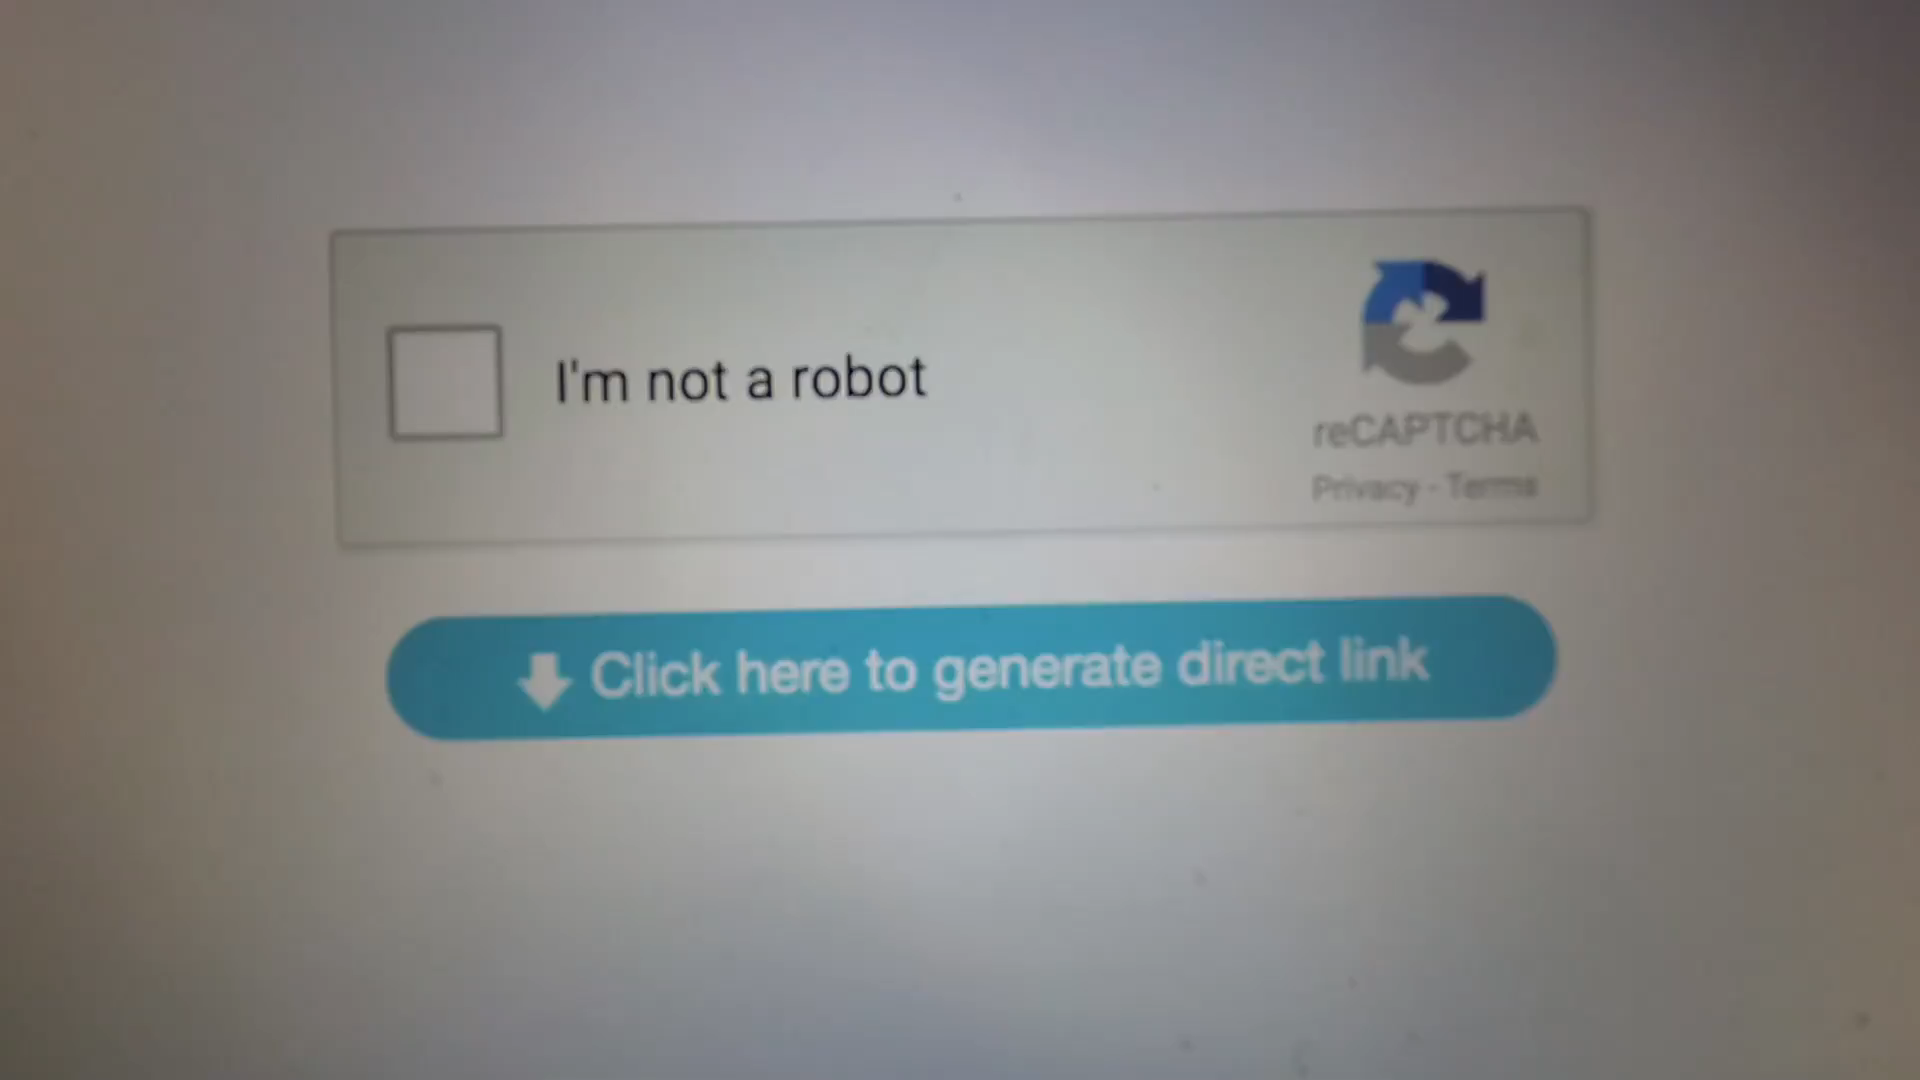 I'm not a robot
reCAPTCHA
Privacy - Terms
Click here to generate direct link